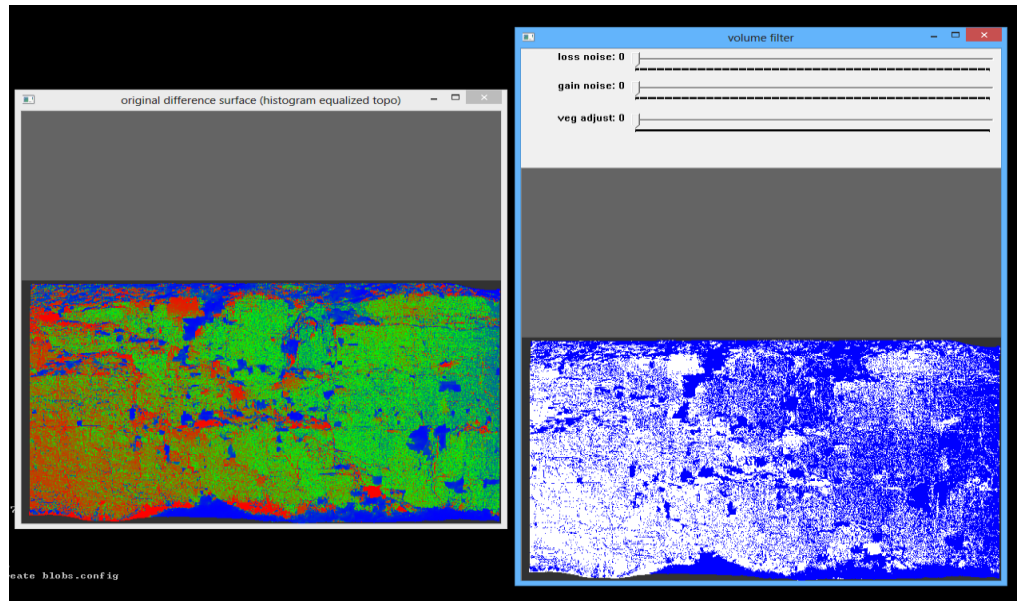 volume filter
loss noise: 0
gain noise: 0
original difference surface (histogram equalized topo)
veg adjust: 0
eate blobs.config